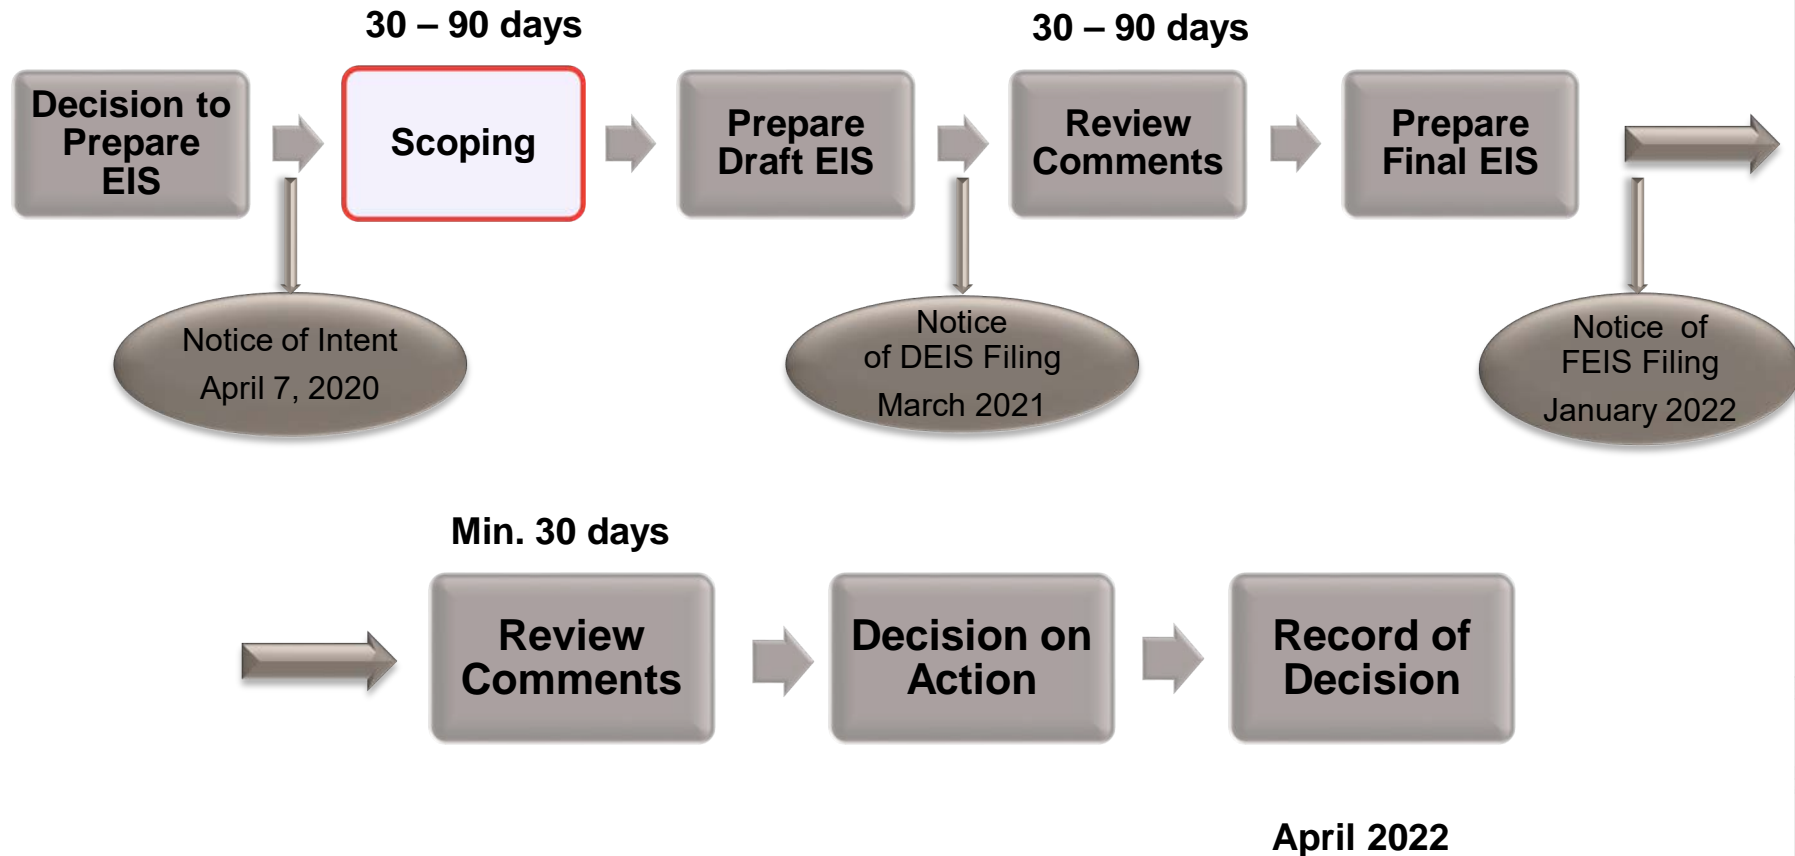 30 – 90 days
30 – 90 days
Decision to
Prepare
EIS
Scoping
Prepare
Draft EIS
Review
Comments
Prepare
Final EIS
Notice of Intent
April 7, 2020
Notice
of DEIS Filing
March 2021
Notice of
FEIS Filing
January 2022
Min. 30 days
Review
Comments
Decision on
Action
Record of
Decision
April 2022